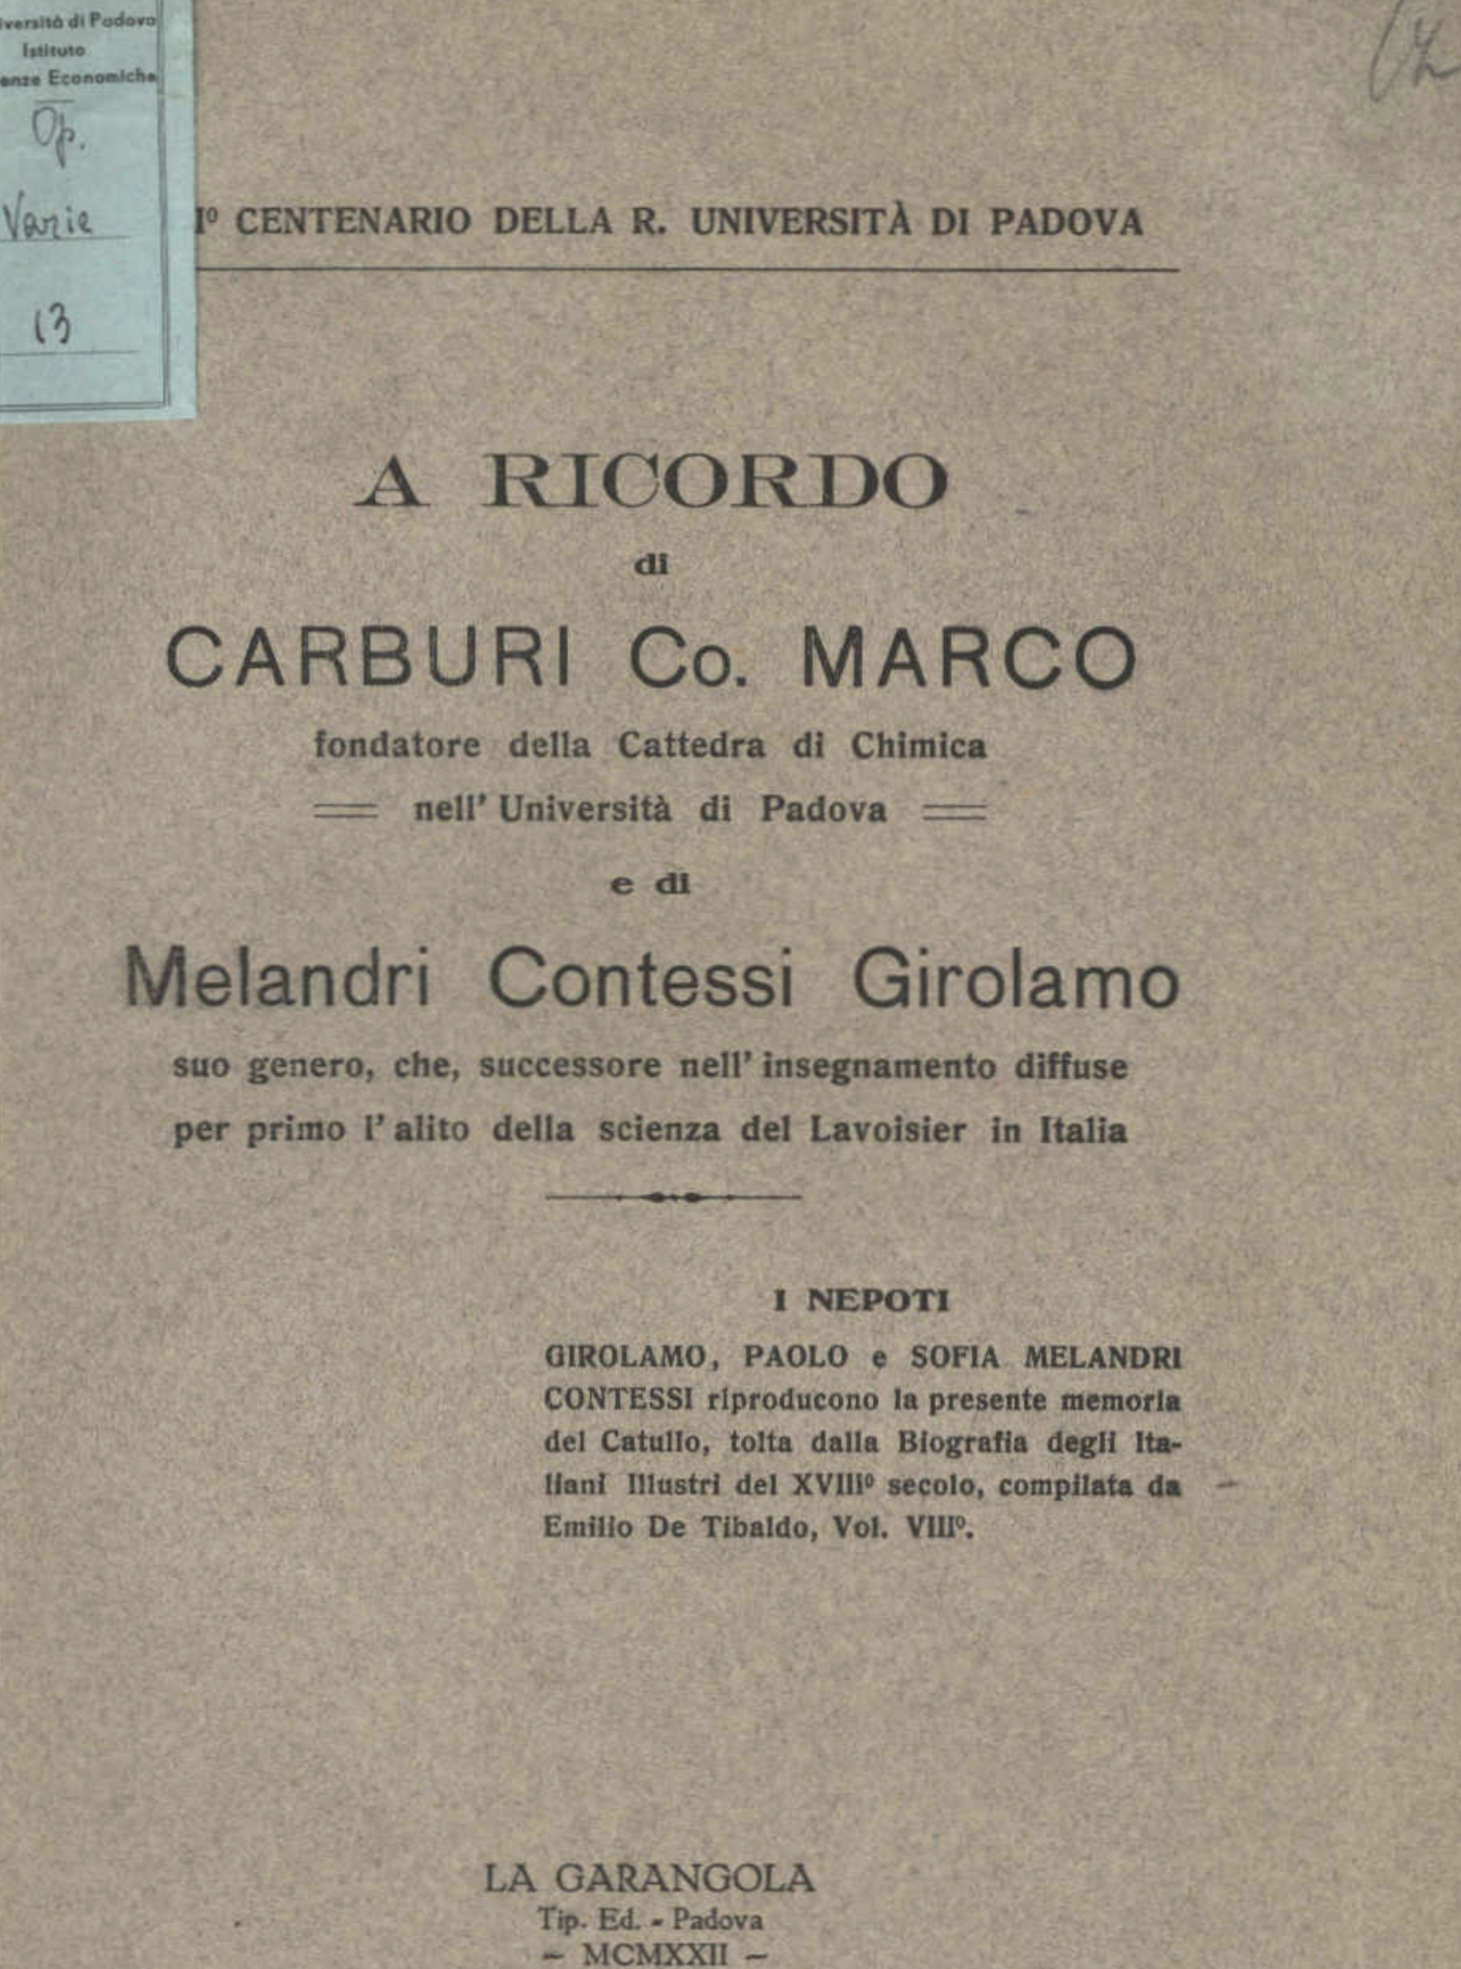 versità di Padova
Istituto
enze Economiche
Op.
Varie
13
I° CENTENARIO DELLA R. UNIVERSITÀ DI PADOVA
A RICORDO
di
CARBURI Co. MARCO
fondatore della Cattedra di Chimica
nell' Università di Padova
e di
Melandri Contessi Girolamo
suo genero, che, successore nell' insegnamento diffuse
per primo l' alito della scienza del Lavoisier in Italia
I NEPOTI
GIROLAMO, PAOLO e SOFIA MELANDRI
CONTESSI riproducono la presente memoria
del Catullo, tolta dalla Biografia degli Ita-
liani Illustri del XVIII° secolo, compilata da
Emilio De Tibaldo, Vol. VIII°.
LA GARANGOLA
Tip. Ed. - Padova
- MCMXXII -